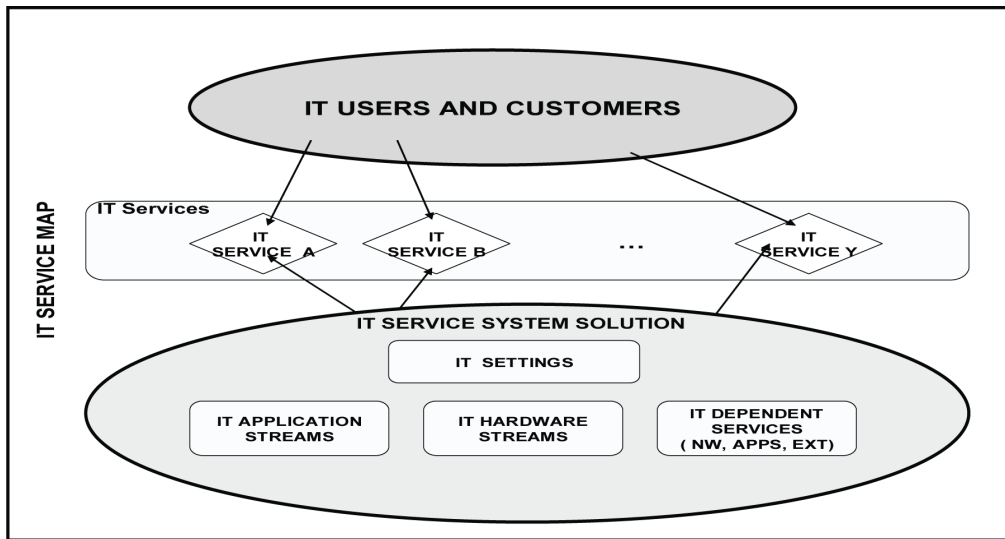 IT SERVICE MAP
IT USERS AND CUSTOMERS
IT Services
IT
SERVICE A
IT
SERVICE B
...
IT
SERVICE Y
IT SERVICE SYSTEM SOLUTION
IT SETTINGS
IT APPLICATION
STREAMS
IT HARDWARE
STREAMS
IT DEPENDENT
SERVICES
( NW, APPS, EXT)